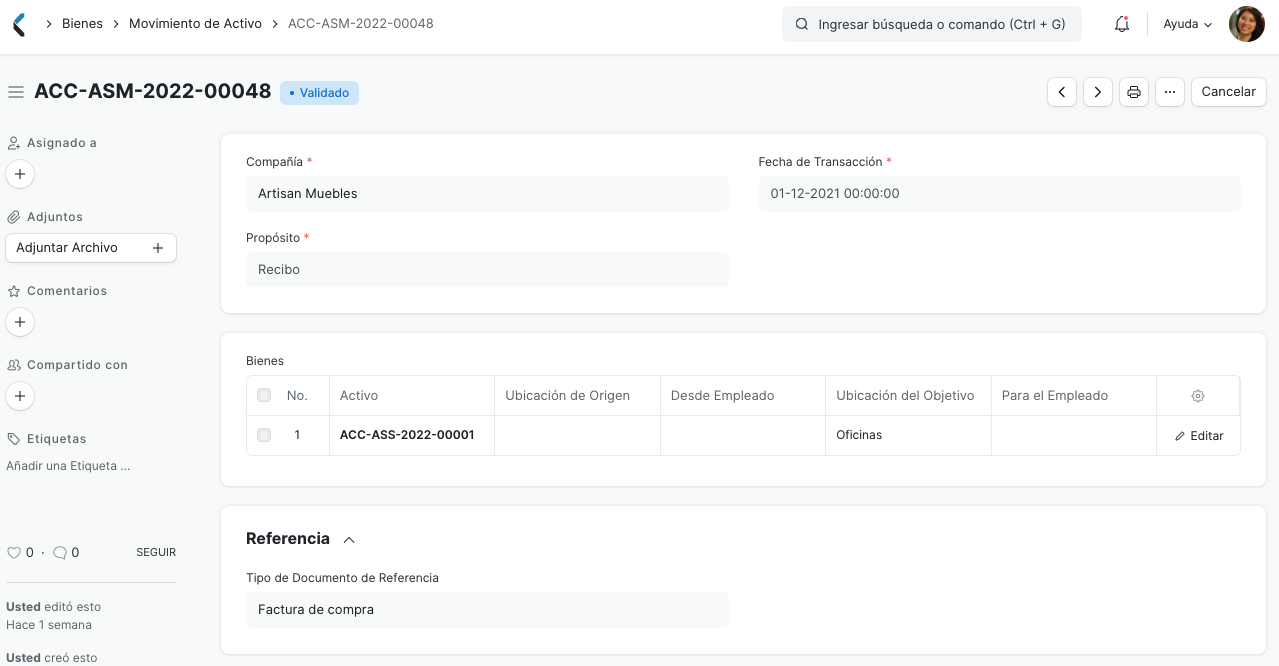 Bienes
Movimiento de Activo
ACC-ASM-2022-00048
Ingresar búsqueda o comando (Ctrl + G)
Ayuda
ACC-ASM-2022-00048
• Validado
Cancelar
Asignado a
Adjuntos
Adjuntar Archivo
Comentarios
Compartido con
Etiquetas
Añadir una Etiqueta ...
0 · 0 SEGUIR
Usted editó esto
Hace 1 semana
Usted creó esto
Compañía *
Artisan Muebles
Fecha de Transacción *
01-12-2021 00:00:00
Propósito *
Recibo
Bienes
No. Activo Ubicación de Origen Desde Empleado Ubicación del Objetivo Para el Empleado
1 ACC-ASS-2022-00001 Oficinas Editar
Referencia
Tipo de Documento de Referencia
Factura de compra